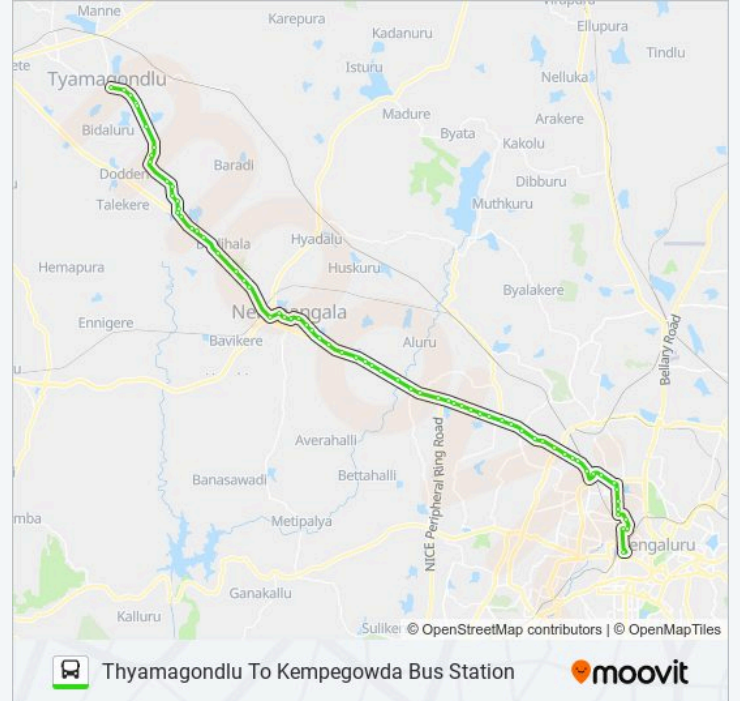 Manne
Karepura
Virapura
Ellupura
Kadanuru
Tindlu
Isturu
Tyamagondlu
Nelluka
Madure
Arakere
Bidaluru
Byata
Kakolu
Baradi
Dibburu
Talekere
Muthkuru
Hyadalu
Hemapura
Huskuru
Byalakere
Ennigere
Bavikere
Aluru
Bellary Road
Averahalli
Bettahalli
NICE Peripheral Ring Road
Banasawadi
Metipalya
Ganakallu
Kalluru
© OpenStreetMap contributors | © OpenMapTiles
Thyamagondlu To Kempegowda Bus Station
moovit